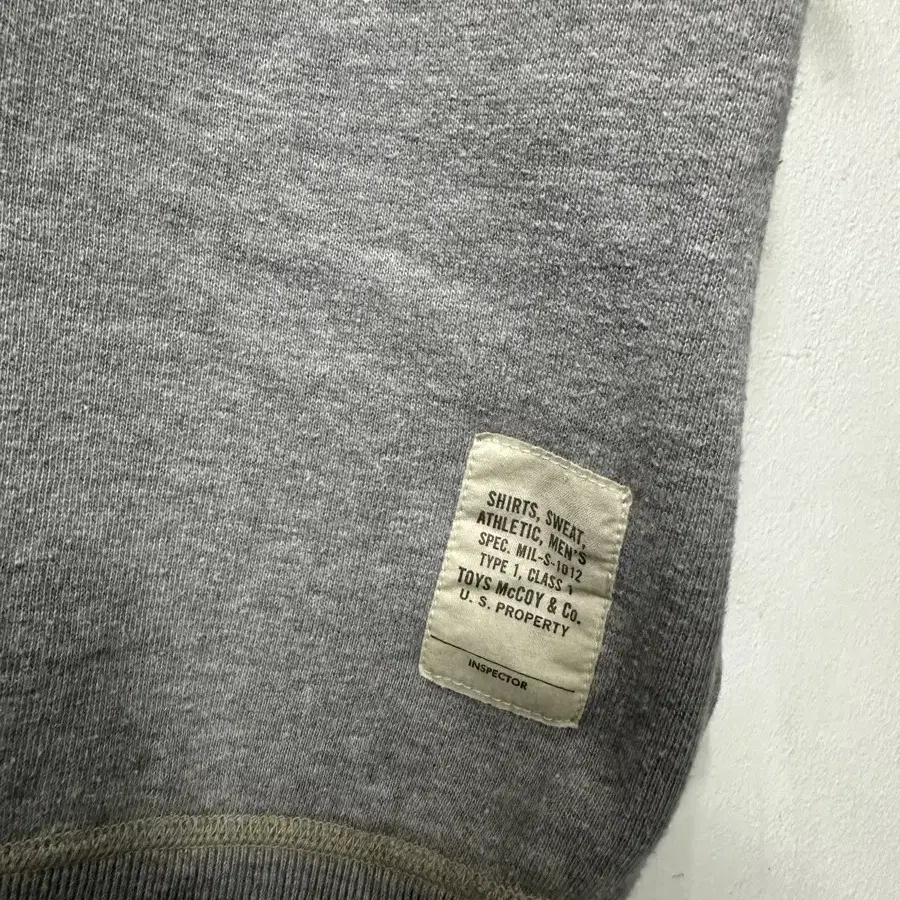 SHIRTS, SWEAT,
ATHLETIC, MEN'S
SPEC. MIL-S-1012
TYPE 1, CLASS 1
TOYS McCOY & Co.
U. S. PROPERTY
INSPECTOR